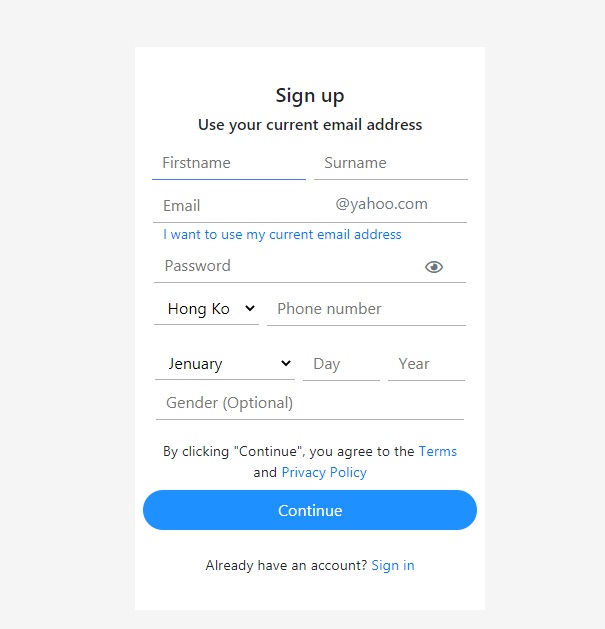 Sign up
Use your current email address
Firstname Surname
Email @yahoo.com
I want to use my current email address
Password
Hong Ko Phone number
Jenuary Day Year
Gender (Optional)
By clicking "Continue", you agree to the Terms
and Privacy Policy
Continue
Already have an account? Sign in